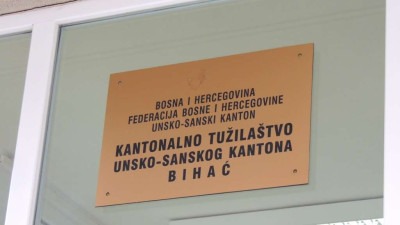 BOSNA I HERCEGOVINA
FEDERACIJA BOSNE I HERCEGOVINE
UNSKO-SANSKI KANTON
KANTONALNO TUŽILAŠTVO
UNSKO-SANSKOG KANTONA
BIHAĆ